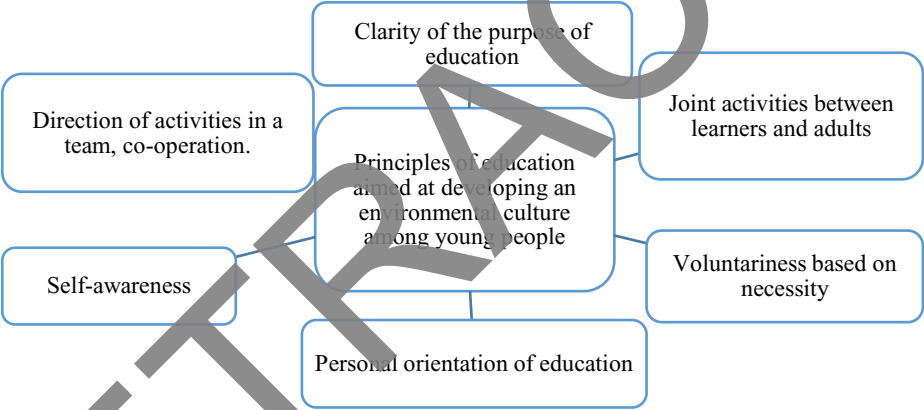 Clarity of the purpose of
education
Direction of activities in a
team, co-operation.
Joint activities between
learners and adults
Principles of education
aimed at developing an
environmental culture
among young people
Self-awareness
Voluntariness based on
necessity
Personal orientation of education
TRAC